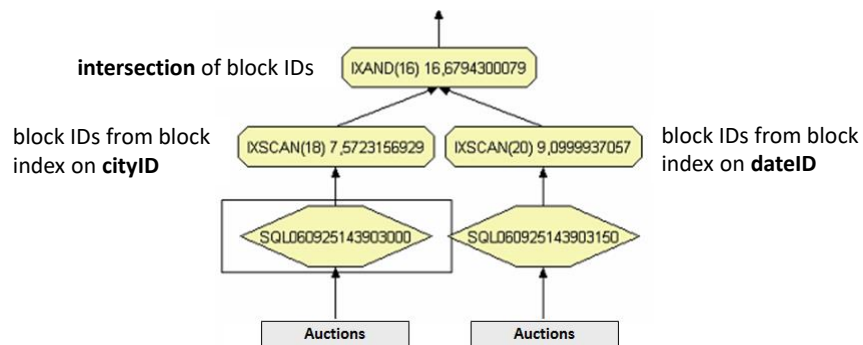 intersection of block IDs
IXAND(16) 16,6794300079
block IDs from block
index on cityID
IXSCAN(18) 7,5723156929
IXSCAN(20) 9,0999937057
block IDs from block
index on dateID
SQL060925143903000
SQL060925143903150
Auctions
Auctions